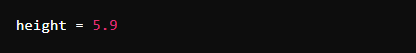 height = 5.9